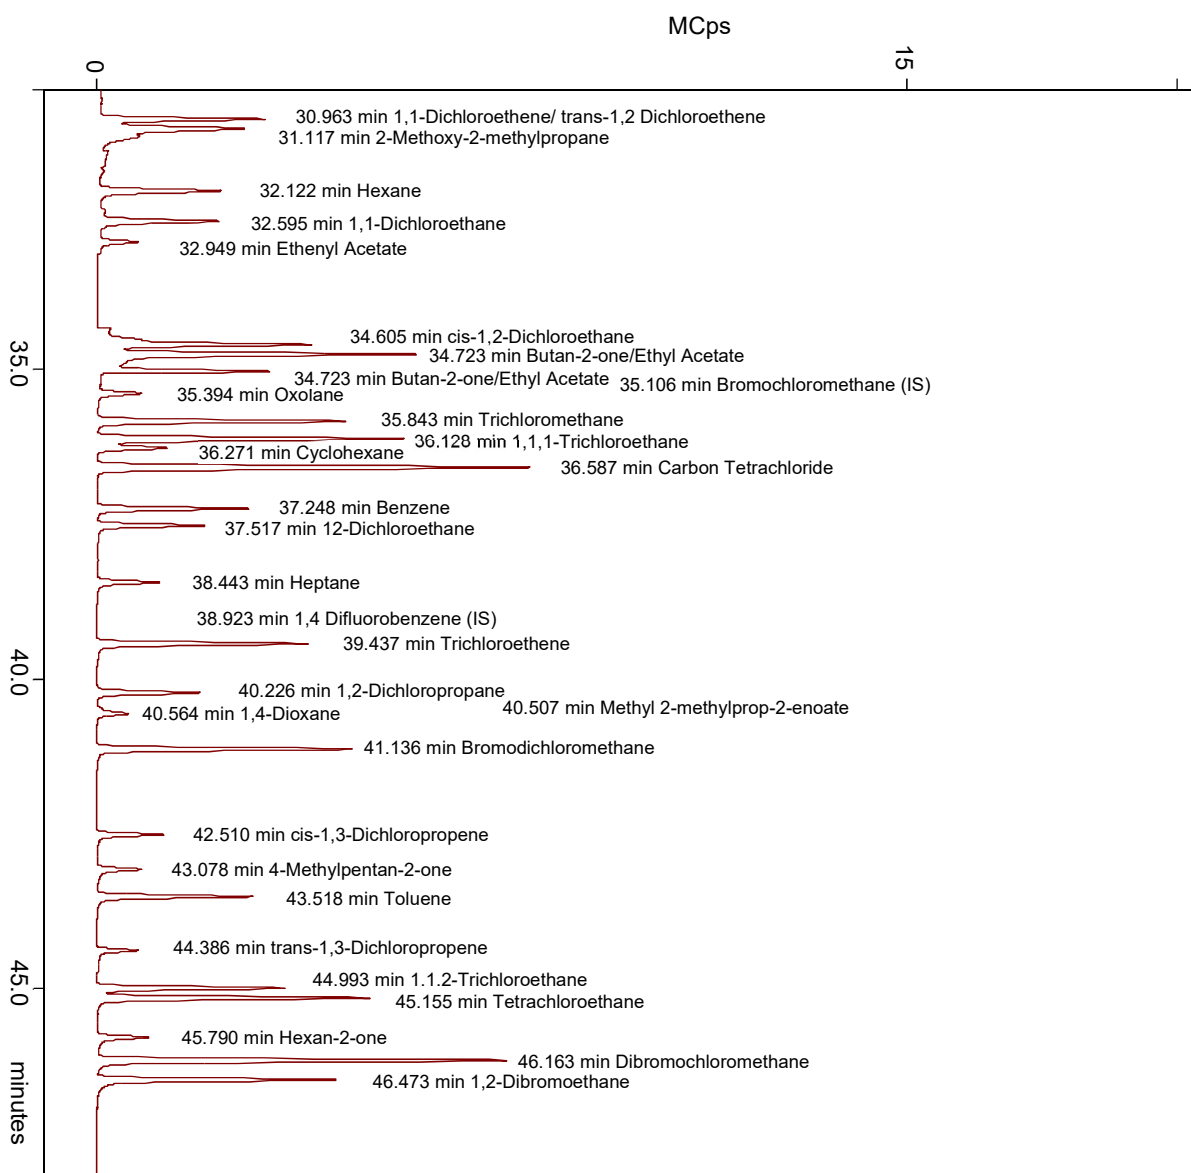 MCps
0
15
30.963 min 1,1-Dichloroethene/ trans-1,2 Dichloroethene
31.117 min 2-Methoxy-2-methylpropane
32.122 min Hexane
32.595 min 1,1-Dichloroethane
32.949 min Ethenyl Acetate
34.605 min cis-1,2-Dichloroethane
34.723 min Butan-2-one/Ethyl Acetate
35.0
34.723 min Butan-2-one/Ethyl Acetate
35.106 min Bromochloromethane (IS)
35.394 min Oxolane
35.843 min Trichloromethane
36.128 min 1,1,1-Trichloroethane
36.271 min Cyclohexane
36.587 min Carbon Tetrachloride
37.248 min Benzene
37.517 min 12-Dichloroethane
38.443 min Heptane
38.923 min 1,4 Difluorobenzene (IS)
39.437 min Trichloroethene
40.0
40.226 min 1,2-Dichloropropane
40.507 min Methyl 2-methylprop-2-enoate
40.564 min 1,4-Dioxane
41.136 min Bromodichloromethane
42.510 min cis-1,3-Dichloropropene
43.078 min 4-Methylpentan-2-one
43.518 min Toluene
44.386 min trans-1,3-Dichloropropene
44.993 min 1.1.2-Trichloroethane
45.0
45.155 min Tetrachloroethane
45.790 min Hexan-2-one
46.163 min Dibromochloromethane
46.473 min 1,2-Dibromoethane
minutes